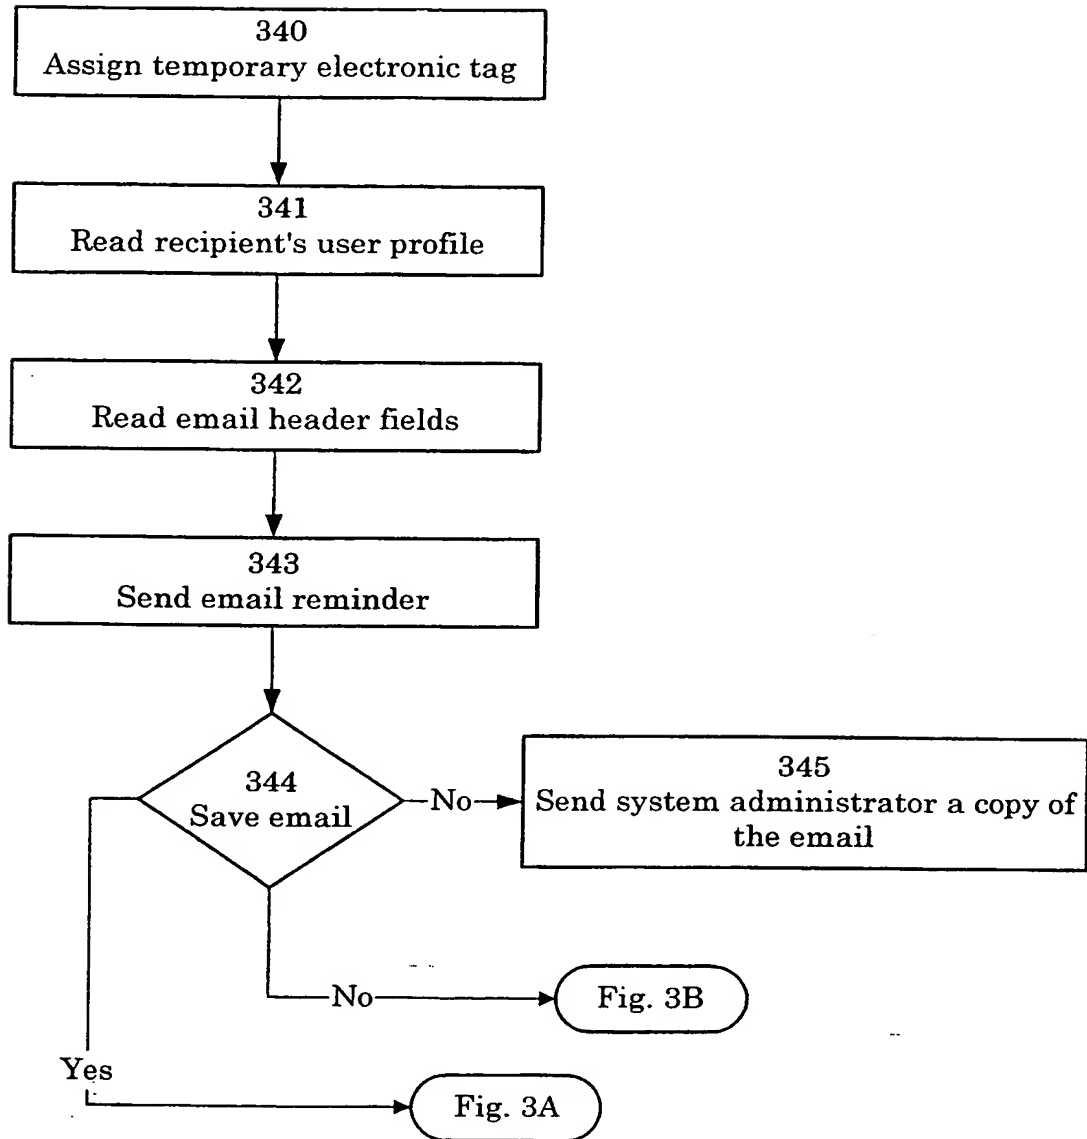 340
Assign temporary electronic tag
341
Read recipient's user profile
342
Read email header fields
343
Send email reminder
344
Save email
No
345
Send system administrator a copy of
the email
No
Fig. 3B
Yes
Fig. 3A